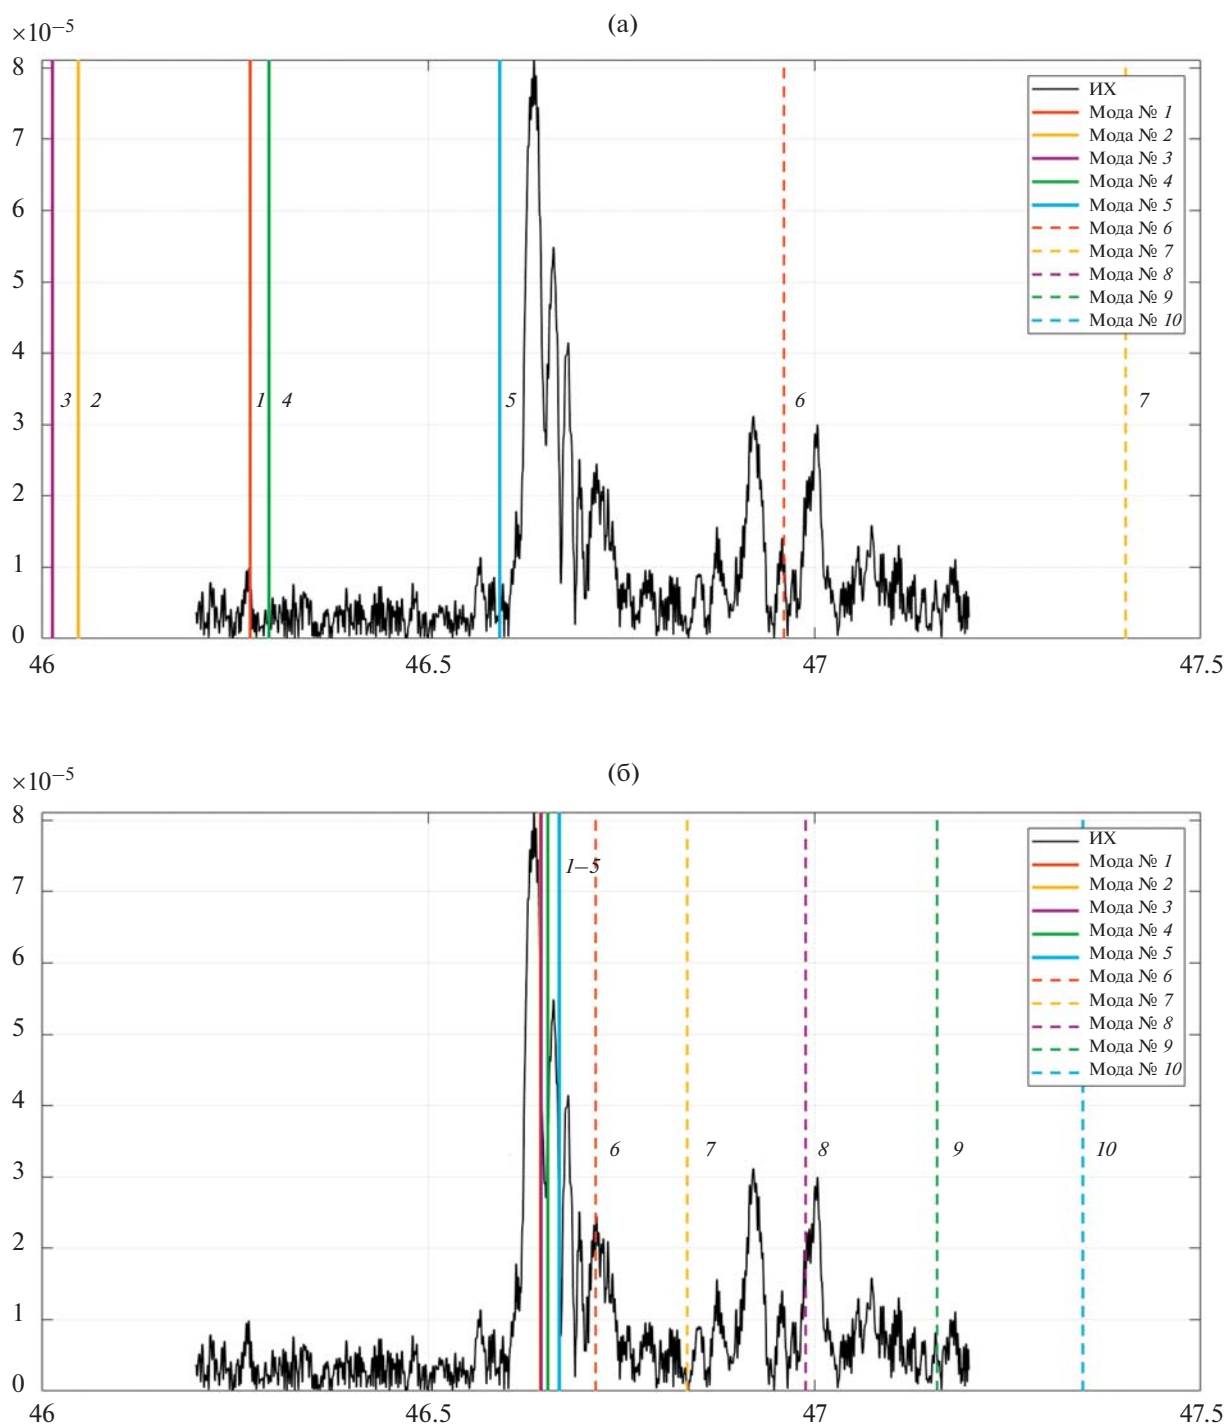 (а)
×10−5
8
7
6
5
4
3
2
1
0
46
46.5
47
47.5
3 2 1 4 5 6 7
ИХ
Мода № 1
Мода № 2
Мода № 3
Мода № 4
Мода № 5
Мода № 6
Мода № 7
Мода № 8
Мода № 9
Мода № 10
(б)
×10−5
8
7
6
5
4
3
2
1
0
46
46.5
47
47.5
1–5
6 7 8 9 10
ИХ
Мода № 1
Мода № 2
Мода № 3
Мода № 4
Мода № 5
Мода № 6
Мода № 7
Мода № 8
Мода № 9
Мода № 10